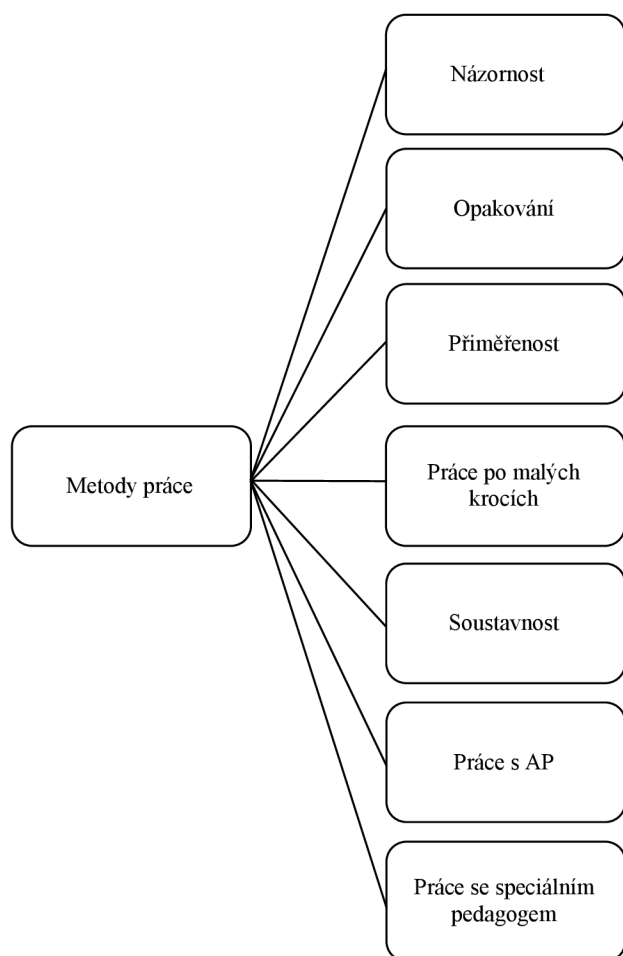 Názornost
Opakování
Přiměřenost
Metody práce
Práce po malých
krocích
Soustavnost
Práce s AP
Práce se speciálním
pedagogem